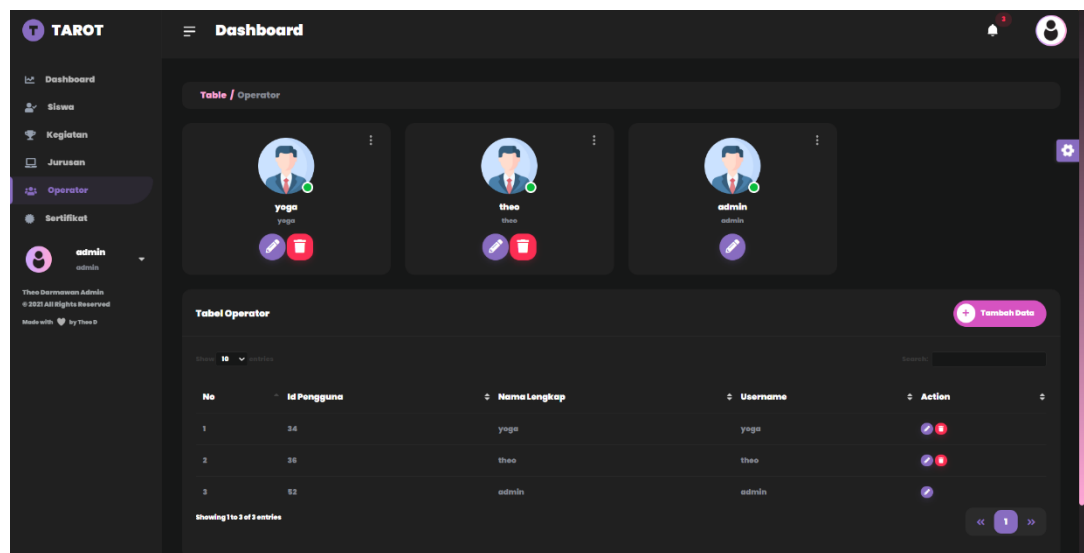 T TAROT
Dashboard
3
Dashboard
Siswa
Kegiatan
Jurusan
Operator
Sertifikat
admin
admin
Theo Darmawan Admin
© 2021 All Rights Reserved
Made with by Theo D
Table / Operator
yoga
yoga
theo
theo
admin
admin
Tabel Operator
+ Tambah Data
Show 10 entries
Search:
No Id Pengguna Nama Lengkap Username Action
1 34 yoga yoga
2 36 theo theo
3 52 admin admin
Showing 1 to 3 of 3 entries
« 1 »